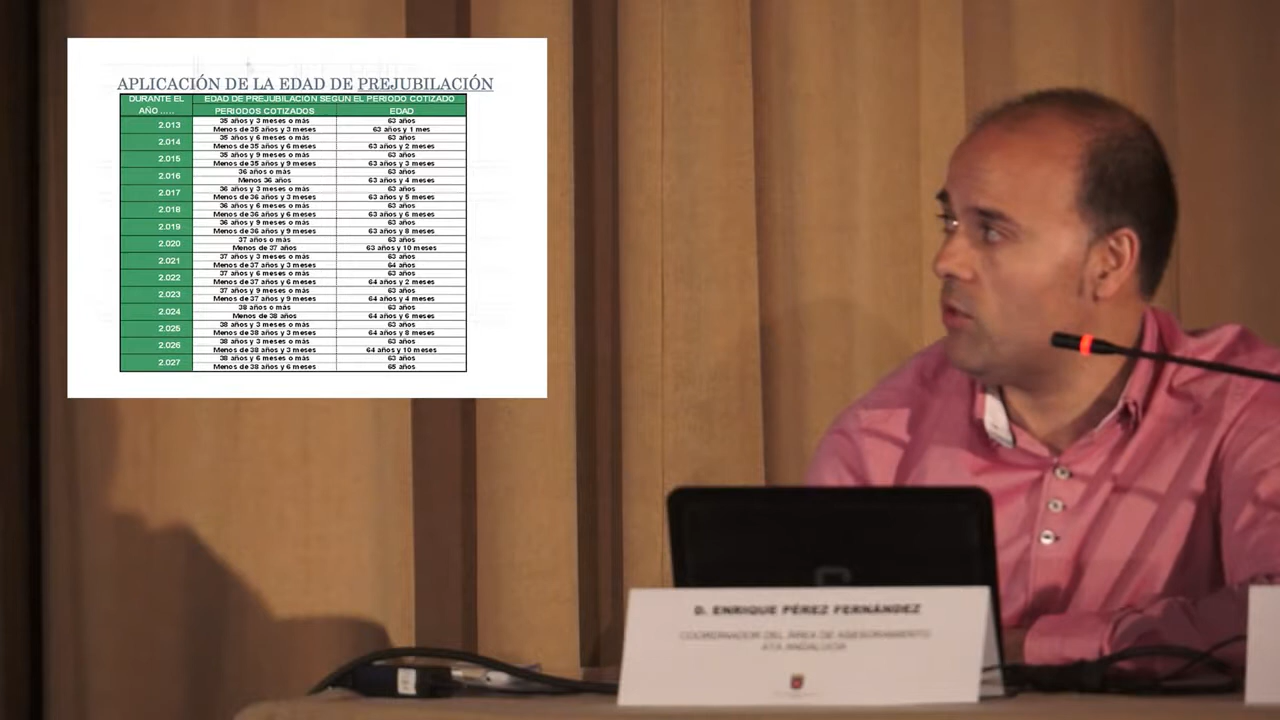 APLICACIÓN DE LA EDAD DE PREJUBILACIÓN
DURANTE EL AÑO ..... EDAD DE PREJUBILACIÓN SEGÚN EL PERIODO COTIZADO
PERIODOS COTIZADOS EDAD
2.013 35 años y 3 meses o más 63 años
Menos de 35 años y 3 meses 63 años y 1 mes
2.014 35 años y 6 meses o más 63 años
Menos de 35 años y 6 meses 63 años y 2 meses
2.015 35 años y 9 meses o más 63 años
Menos de 35 años y 9 meses 63 años y 3 meses
2.016 36 años o más 63 años
Menos 36 años 63 años y 4 meses
2.017 36 años y 3 meses o más 63 años
Menos de 36 años y 3 meses 63 años y 5 meses
2.018 36 años y 6 meses o más 63 años
Menos de 36 años y 6 meses 63 años y 6 meses
2.019 36 años y 9 meses o más 63 años
Menos de 36 años y 9 meses 63 años y 8 meses
2.020 37 años o más 63 años
Menos de 37 años 63 años y 10 meses
2.021 37 años y 3 meses o más 63 años
Menos de 37 años y 3 meses 64 años
2.022 37 años y 6 meses o más 63 años
Menos de 37 años y 6 meses 64 años y 2 meses
2.023 37 años y 9 meses o más 63 años
Menos de 37 años y 9 meses 64 años y 4 meses
2.024 38 años o más 63 años
Menos de 38 años 64 años y 6 meses
2.025 38 años y 3 meses o más 63 años
Menos de 38 años y 3 meses 64 años y 8 meses
2.026 38 años y 3 meses o más 63 años
Menos de 38 años y 3 meses 64 años y 10 meses
2.027 38 años y 6 meses o más 63 años
Menos de 38 años y 6 meses 65 años
D. ENRIQUE PÉREZ FERNÁNDEZ
COORDINADOR DEL ÁREA DE ASESORAMIENTO
ATA ANDALUCÍA